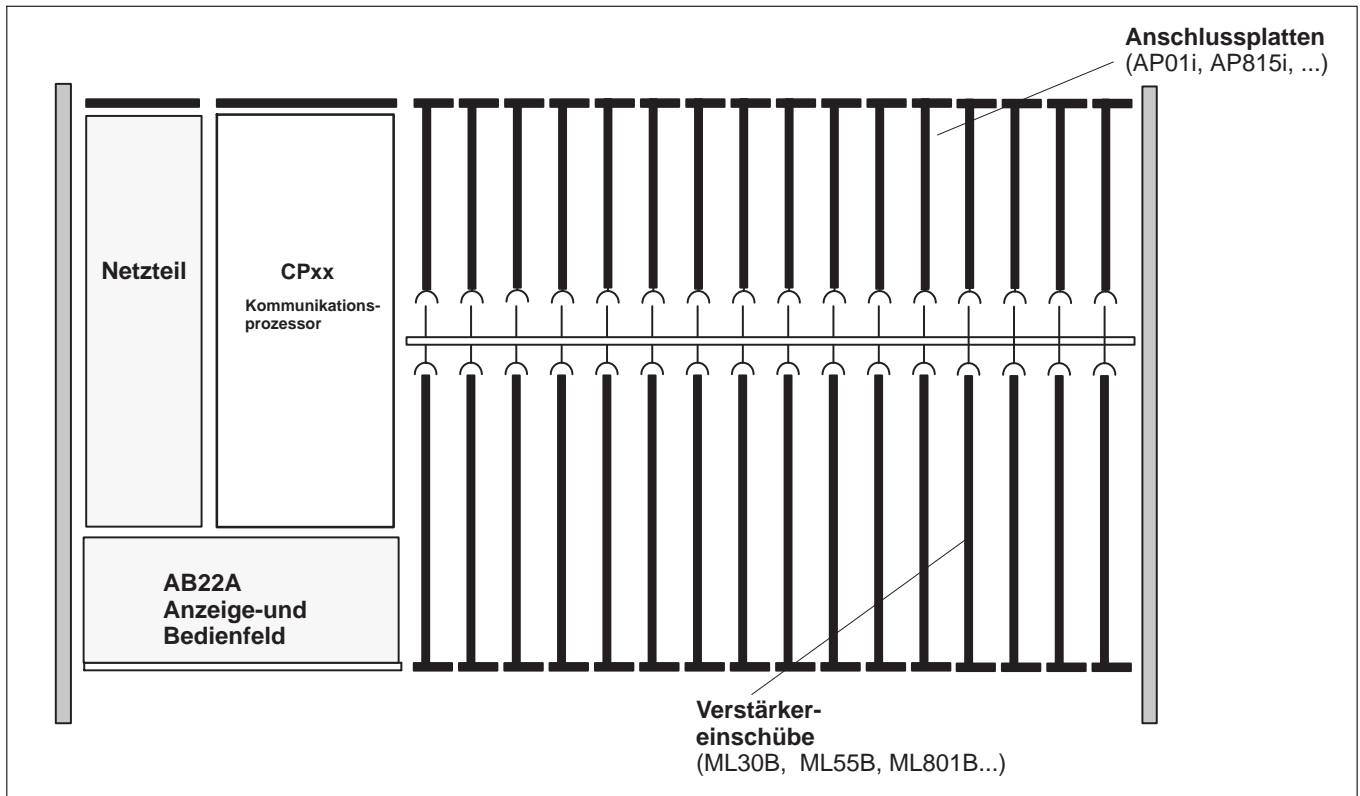 Anschlussplatten
(AP01i, AP815i, ...)
Netzteil
CPxx
Kommunikations-
prozessor
AB22A
Anzeige-und
Bedienfeld
Verstärker-
einschübe
(ML30B, ML55B, ML801B...)